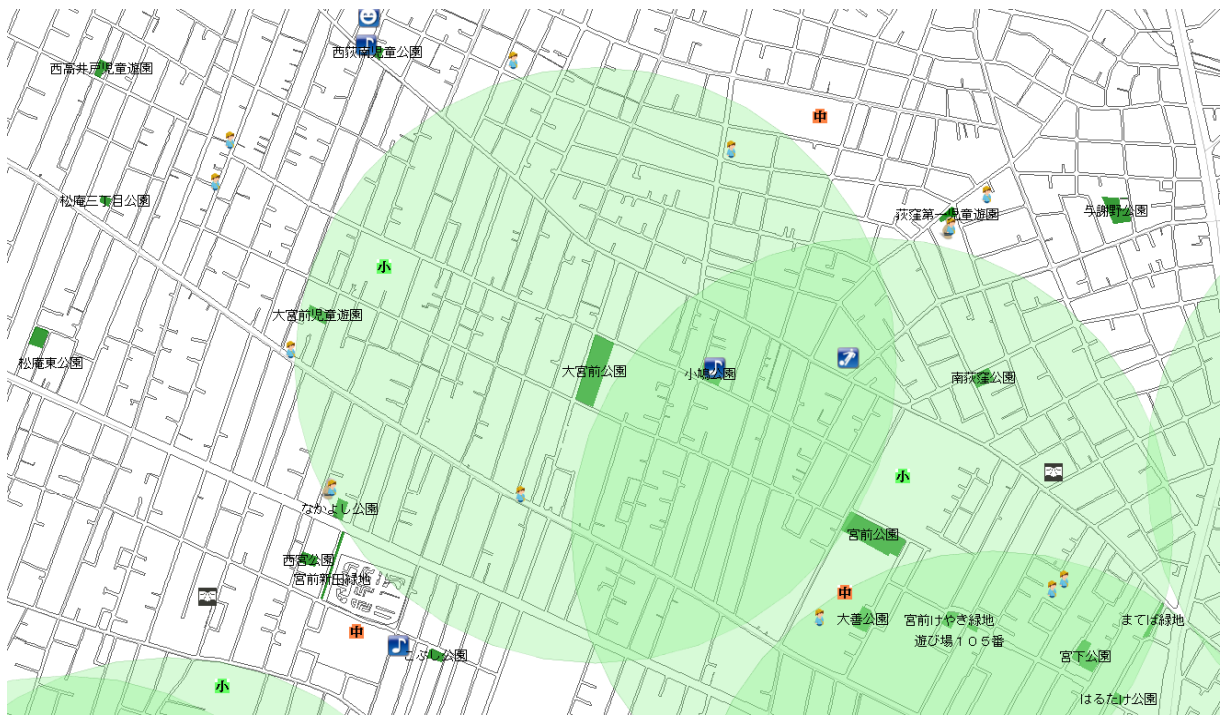 西荻南児童公園
西高井戸児童遊園
中
松庵三丁目公園
荻窪第一児童遊園
与謝野公園
小
大宮前児童遊園
松庵東公園
大宮前公園
小鳩公園
南荻窪公園
小
なかよし公園
宮前公園
西宮公園
宮前新田緑地
中
大善公園
宮前けやき緑地
まてば緑地
遊び場105番
中
こぶし公園
宮下公園
小
はるたけ公園